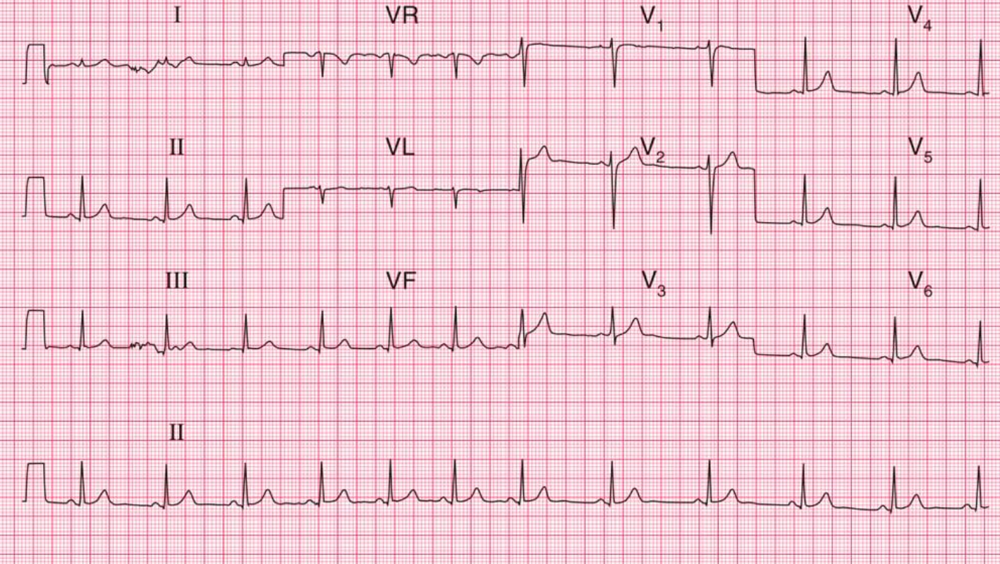 I VR V₁ V₄
II VL V₂ V₅
III VF V₃ V₆
II